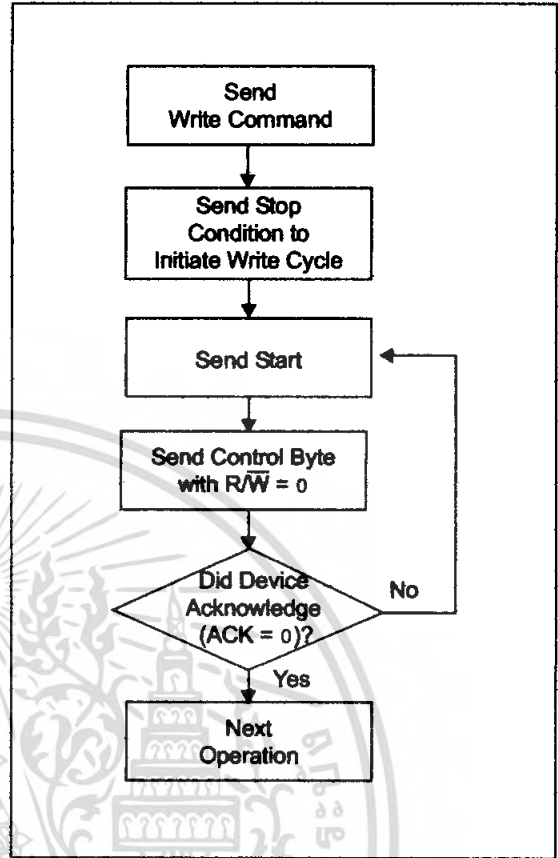 Send
Write Command
Send Stop
Condition to
Initiate Write Cycle
Send Start
Send Control Byte
with R/W̅ = 0
Did Device
Acknowledge
(ACK = 0)?
No
Yes
Next
Operation